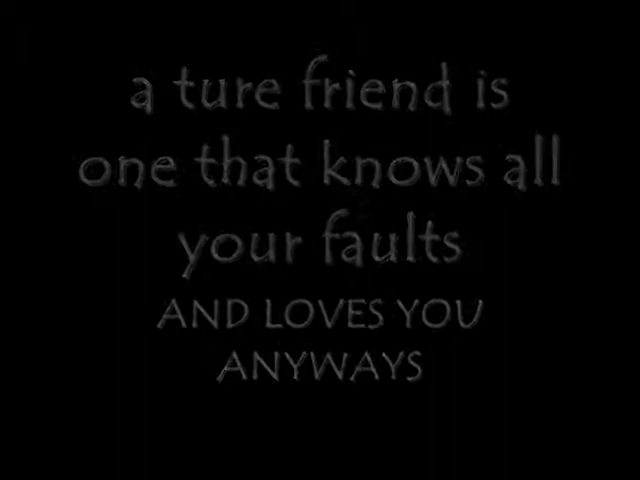 a ture friend is
one that knows all
your faults
AND LOVES YOU
ANYWAYS